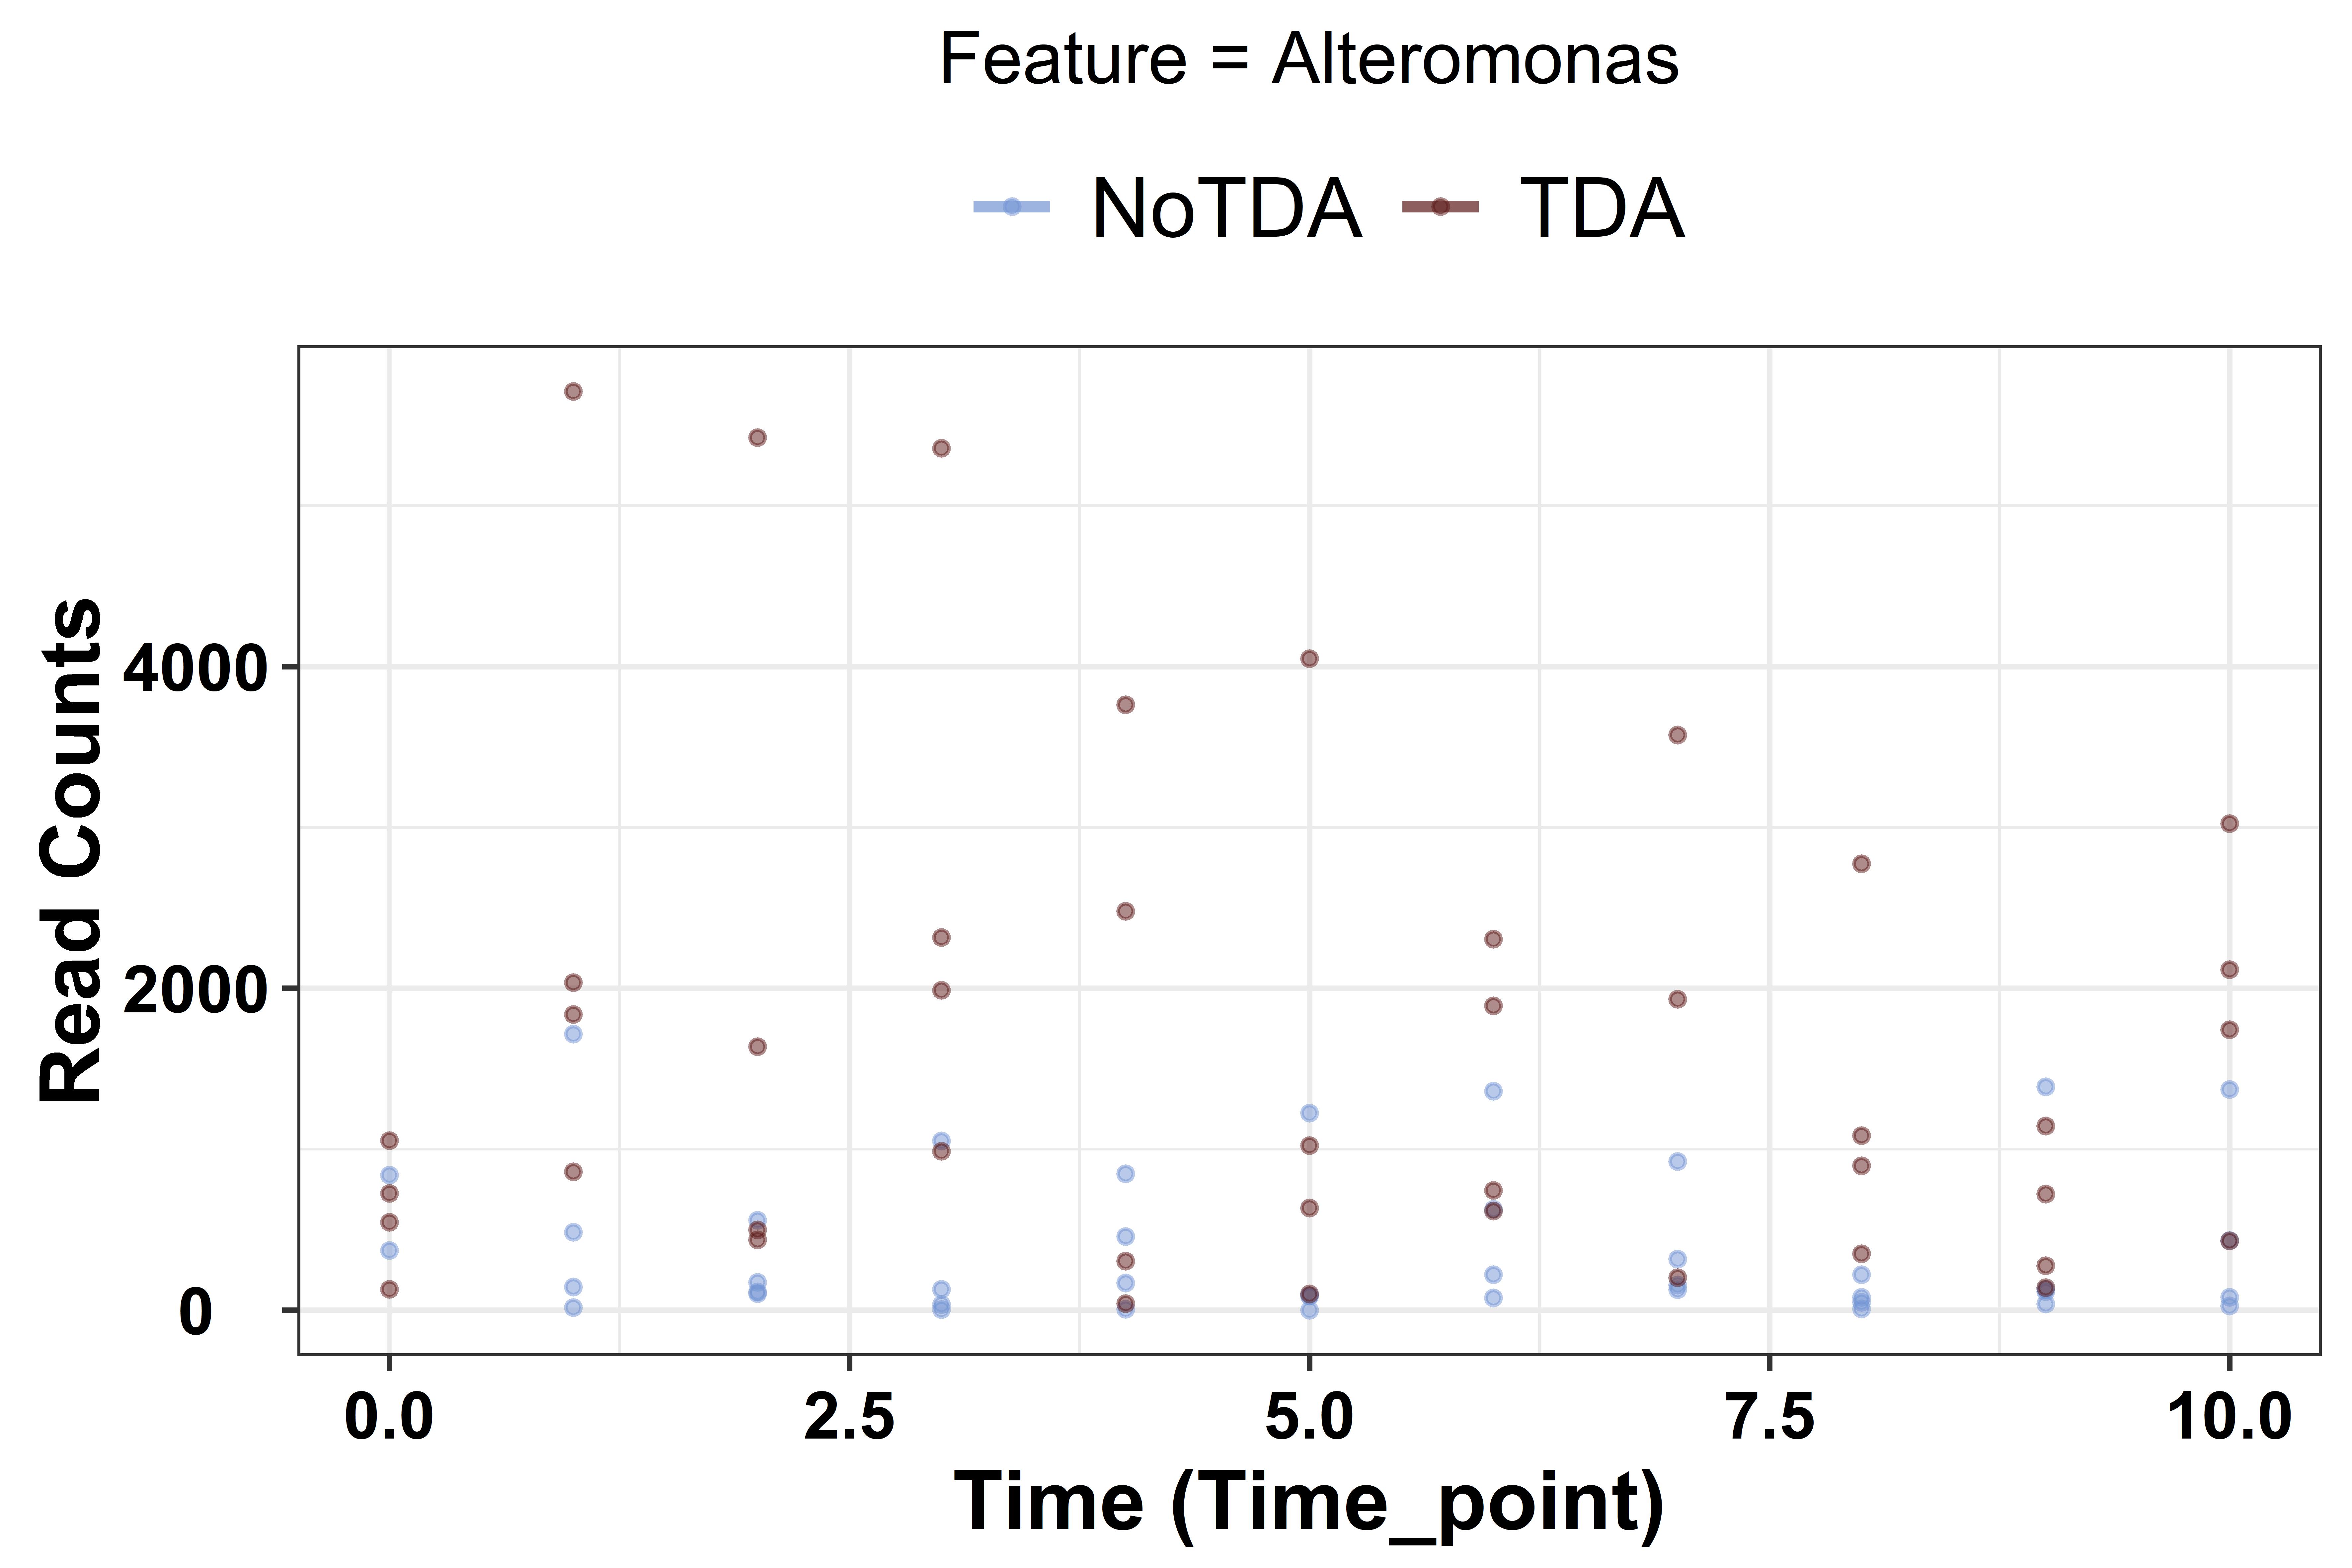 Feature = Alteromonas
NoTDA TDA
Read Counts
4000
2000
0
0.0 2.5 5.0 7.5 10.0
Time (Time_point)